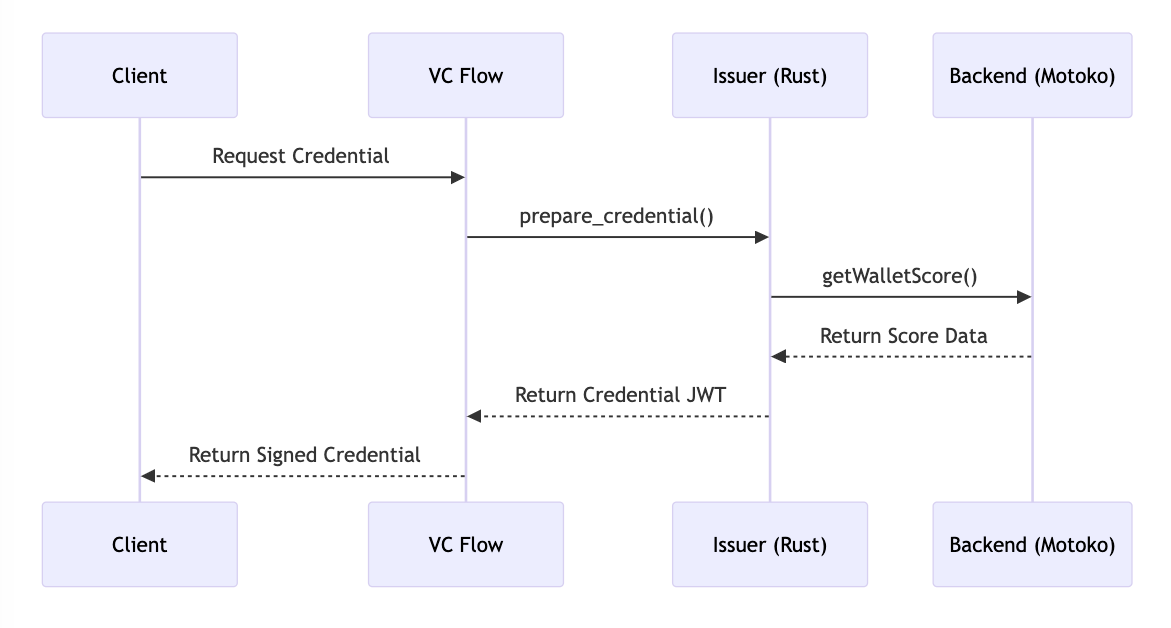 Client
VC Flow
Issuer (Rust)
Backend (Motoko)
Request Credential
prepare_credential()
getWalletScore()
Return Score Data
Return Credential JWT
Return Signed Credential
Client
VC Flow
Issuer (Rust)
Backend (Motoko)